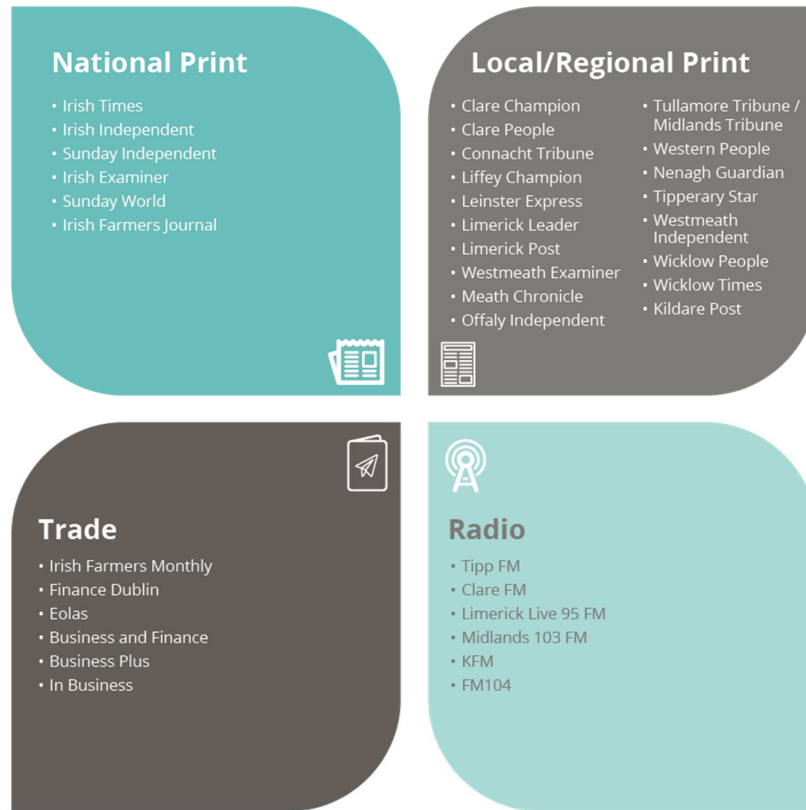 National Print
• Irish Times
• Irish Independent
• Sunday Independent
• Irish Examiner
• Sunday World
• Irish Farmers Journal
Local/Regional Print
• Clare Champion
• Clare People
• Connacht Tribune
• Liffey Champion
• Leinster Express
• Limerick Leader
• Limerick Post
• Westmeath Examiner
• Meath Chronicle
• Offaly Independent
• Tullamore Tribune /
Midlands Tribune
• Western People
• Nenagh Guardian
• Tipperary Star
• Westmeath
Independent
• Wicklow People
• Wicklow Times
• Kildare Post
Trade
• Irish Farmers Monthly
• Finance Dublin
• Eolas
• Business and Finance
• Business Plus
• In Business
Radio
• Tipp FM
• Clare FM
• Limerick Live 95 FM
• Midlands 103 FM
• KFM
• FM104